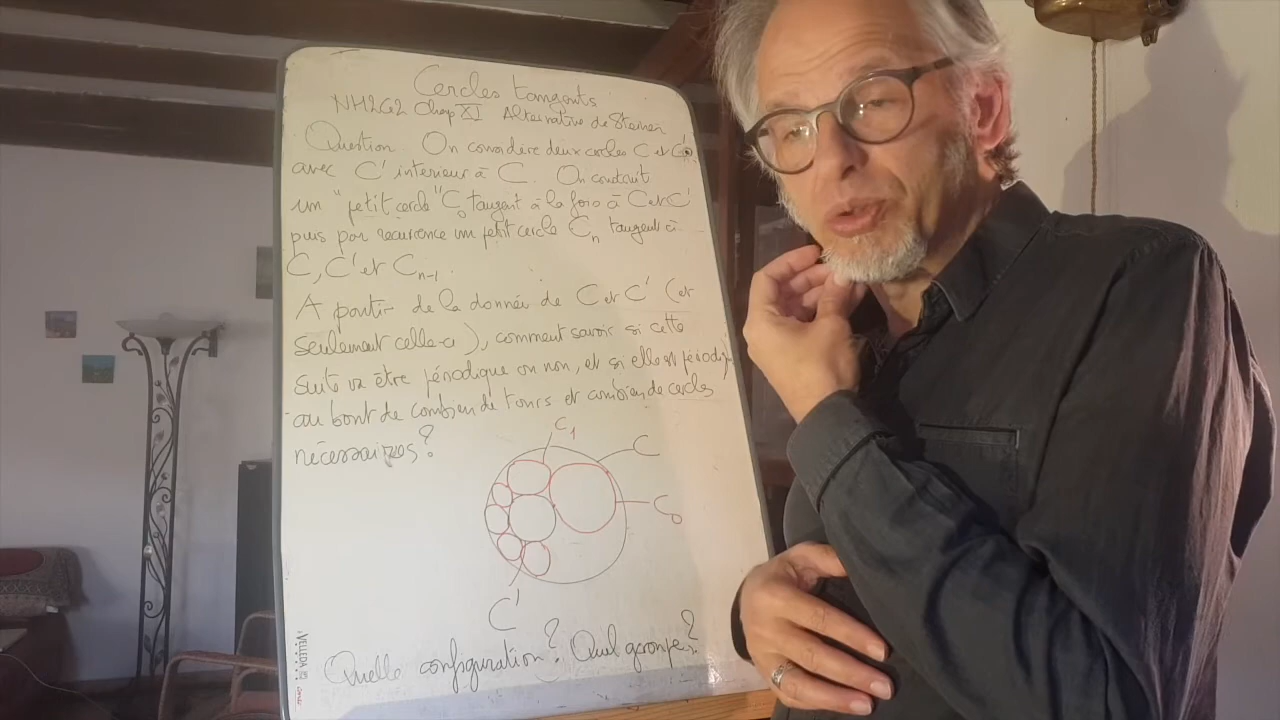 Cercles tangents
NH2G2 Chap XI Alternative de Steiner
Question On considère deux cercles C et C'
avec C' interieur à C. On construit
un "petit cercle" C0 tangent à la fois à C et C'
puis par recurrence un petit cercle Cn tangent à
C, C' et Cn-1
A partir de la donnée de C et C' (et
seulement celle-ci), comment savoir si cette
suite va être périodique ou non, et si elle est périodiq
au bout de combien de tours et combien de cercles
nécessaires?
C1
C
C0
C'
Quelle configuration? Quel groupe?
VELLEDA